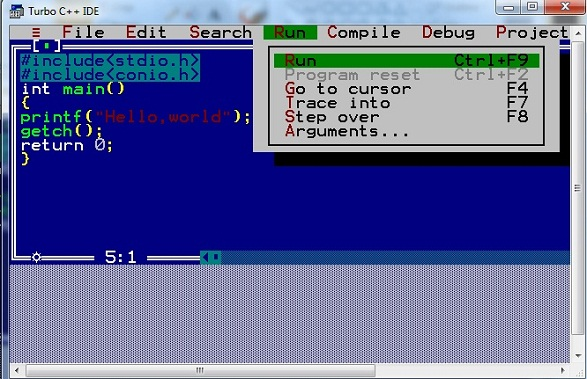 Turbo C++ IDE
≡ File Edit Search Run Compile Debug Project
#include<stdio.h>
#include<conio.h>
int main()
{
printf("Hello,world");
getch();
return 0;
}
Run Ctrl+F9
Program reset Ctrl+F2
Go to cursor F4
Trace into F7
Step over F8
Arguments...
5:1